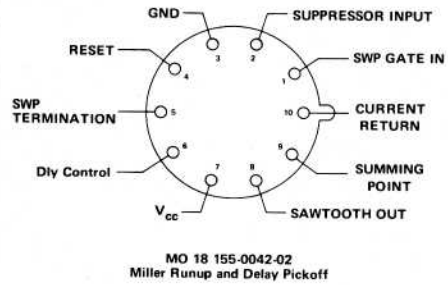 GND
SUPPRESSOR INPUT
RESET
3
2
SWP GATE IN
4
1
SWP TERMINATION
5
10
CURRENT RETURN
6
9
Dly Control
7
8
SUMMING POINT
Vcc
SAWTOOTH OUT
MO 18 155-0042-02
Miller Runup and Delay Pickoff